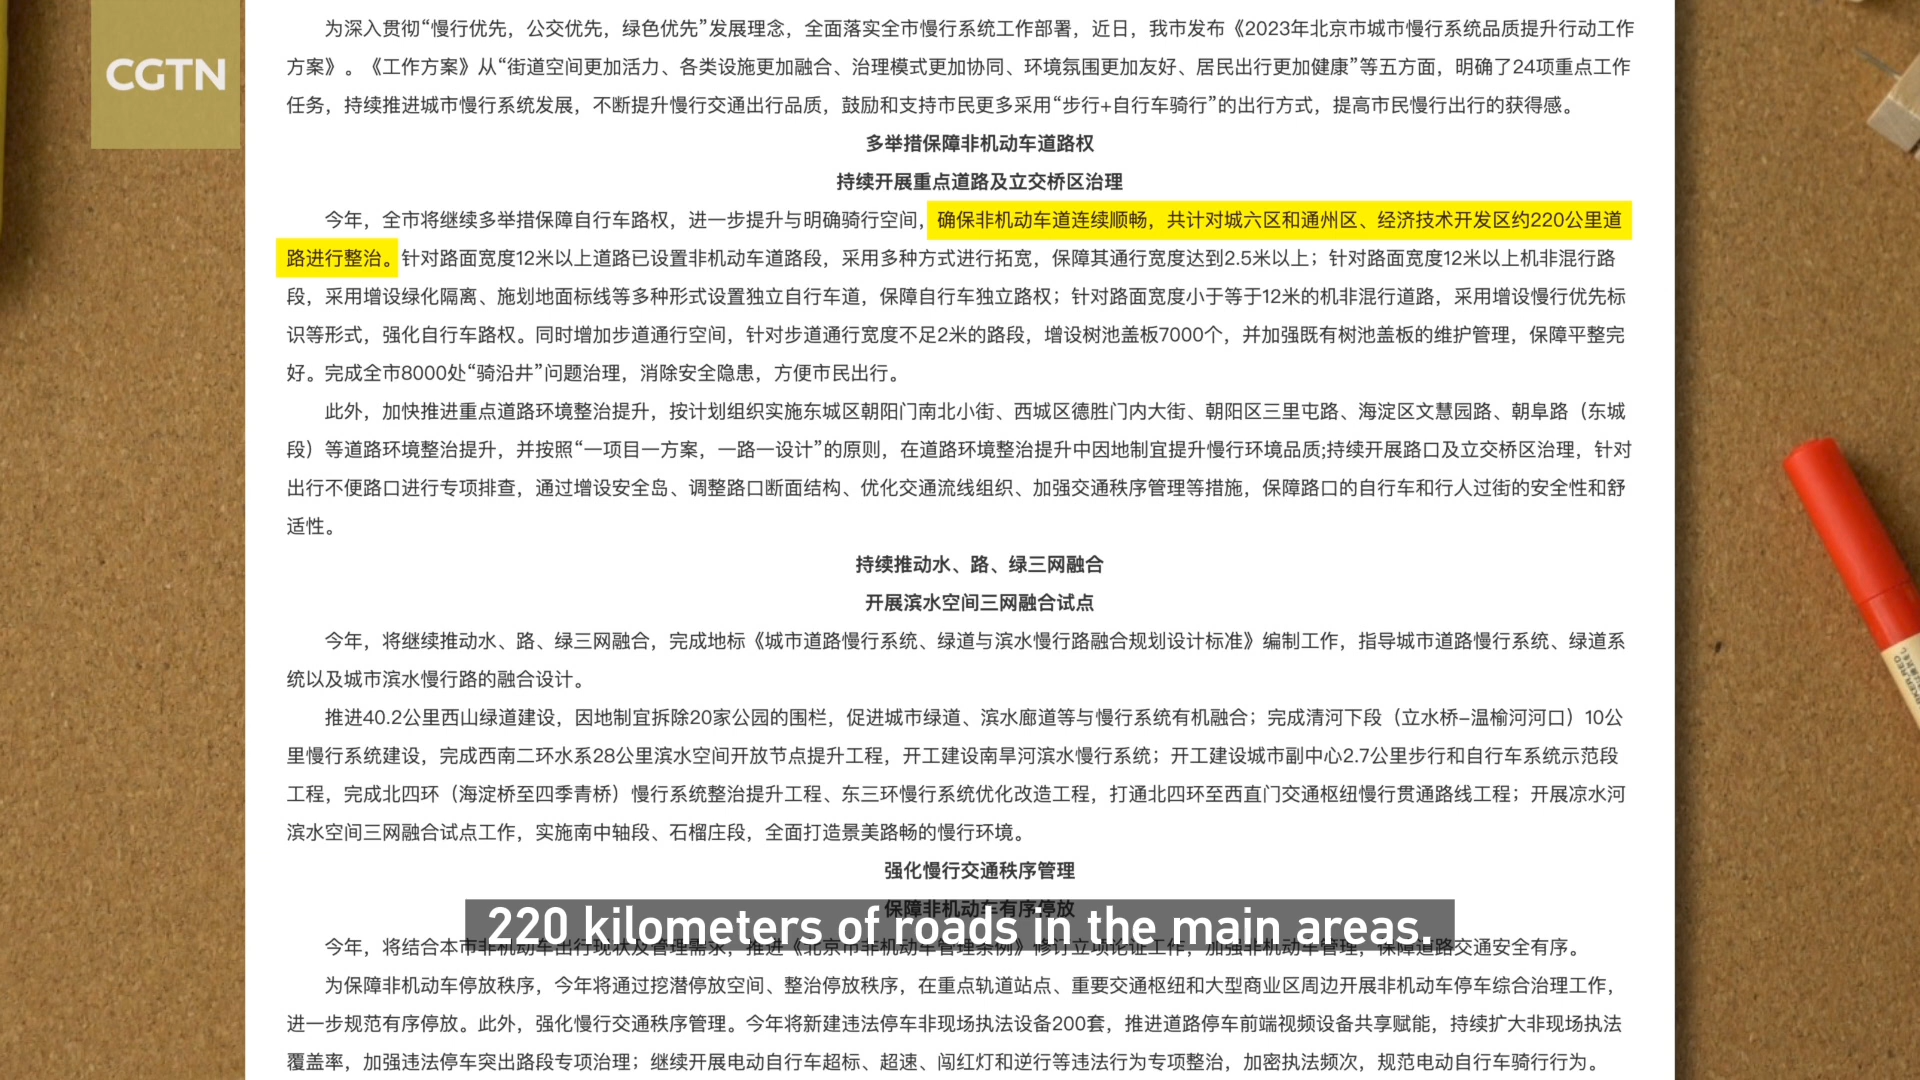 CGTN
为深入贯彻“慢行优先，公交优先，绿色优先”发展理念，全面落实全市慢行系统工作部署，近日，我市发布《2023年北京市城市慢行系统品质提升行动工作
方案》。《工作方案》从“街道空间更加活力、各类设施更加融合、治理模式更加协同、环境氛围更加友好、居民出行更加健康”等五方面，明确了24项重点工作
任务，持续推进城市慢行系统发展，不断提升慢行交通出行品质，鼓励和支持市民更多采用“步行+自行车骑行”的出行方式，提高市民慢行出行的获得感。
多举措保障非机动车道路权
持续开展重点道路及立交桥区治理
今年，全市将继续多举措保障自行车路权，进一步提升与明确骑行空间，确保非机动车道连续顺畅，共计对城六区和通州区、经济技术开发区约220公里道
路进行整治。针对路面宽度12米以上道路已设置非机动车道路段，采用多种方式进行拓宽，保障其通行宽度达到2.5米以上；针对路面宽度12米以上机非混行路
段，采用增设绿化隔离、施划地面标线等多种形式设置独立自行车道，保障自行车独立路权；针对路面宽度小于等于12米的机非混行道路，采用增设慢行优先标
识等形式，强化自行车路权。同时增加步道通行空间，针对步道通行宽度不足2米的路段，增设树池盖板7000个，并加强既有树池盖板的维护管理，保障平整完
好。完成全市8000处“骑沿井”问题治理，消除安全隐患，方便市民出行。
此外，加快推进重点道路环境整治提升，按计划组织实施东城区朝阳门南北小街、西城区德胜门内大街、朝阳区三里屯路、海淀区文慧园路、朝阜路（东城
段）等道路环境整治提升，并按照“一项目一方案，一路一设计”的原则，在道路环境整治提升中因地制宜提升慢行环境品质;持续开展路口及立交桥区治理，针对
出行不便路口进行专项排查，通过增设安全岛、调整路口断面结构、优化交通流线组织、加强交通秩序管理等措施，保障路口的自行车和行人过街的安全性和舒
适性。
持续推动水、路、绿三网融合
开展滨水空间三网融合试点
今年，将继续推动水、路、绿三网融合，完成地标《城市道路慢行系统、绿道与滨水慢行路融合规划设计标准》编制工作，指导城市道路慢行系统、绿道系
统以及城市滨水慢行路的融合设计。
推进40.2公里西山绿道建设，因地制宜拆除20家公园的围栏，促进城市绿道、滨水廊道等与慢行系统有机融合；完成清河下段（立水桥–温榆河河口）10公
里慢行系统建设，完成西南二环水系28公里滨水空间开放节点提升工程，开工建设南旱河滨水慢行系统；开工建设城市副中心2.7公里步行和自行车系统示范段
工程，完成北四环（海淀桥至四季青桥）慢行系统整治提升工程、东三环慢行系统优化改造工程，打通北四环至西直门交通枢纽慢行贯通路线工程；开展凉水河
滨水空间三网融合试点工作，实施南中轴段、石榴庄段，全面打造景美路畅的慢行环境。
强化慢行交通秩序管理
保障非机动车有序停放
220 kilometers of roads in the main areas.
今年，将结合本市非机动车出行现状及管理需求，推进《北京市非机动车管理条例》修订立项论证工作，加强非机动车管理，保障道路交通安全有序。
为保障非机动车停放秩序，今年将通过挖潜停放空间、整治停放秩序，在重点轨道站点、重要交通枢纽和大型商业区周边开展非机动车停车综合治理工作，
进一步规范有序停放。此外，强化慢行交通秩序管理。今年将新建违法停车非现场执法设备200套，推进道路停车前端视频设备共享赋能，持续扩大非现场执法
覆盖率，加强违法停车突出路段专项治理；继续开展电动自行车超标、超速、闯红灯和逆行等违法行为专项整治，加密执法频次，规范电动自行车骑行行为。